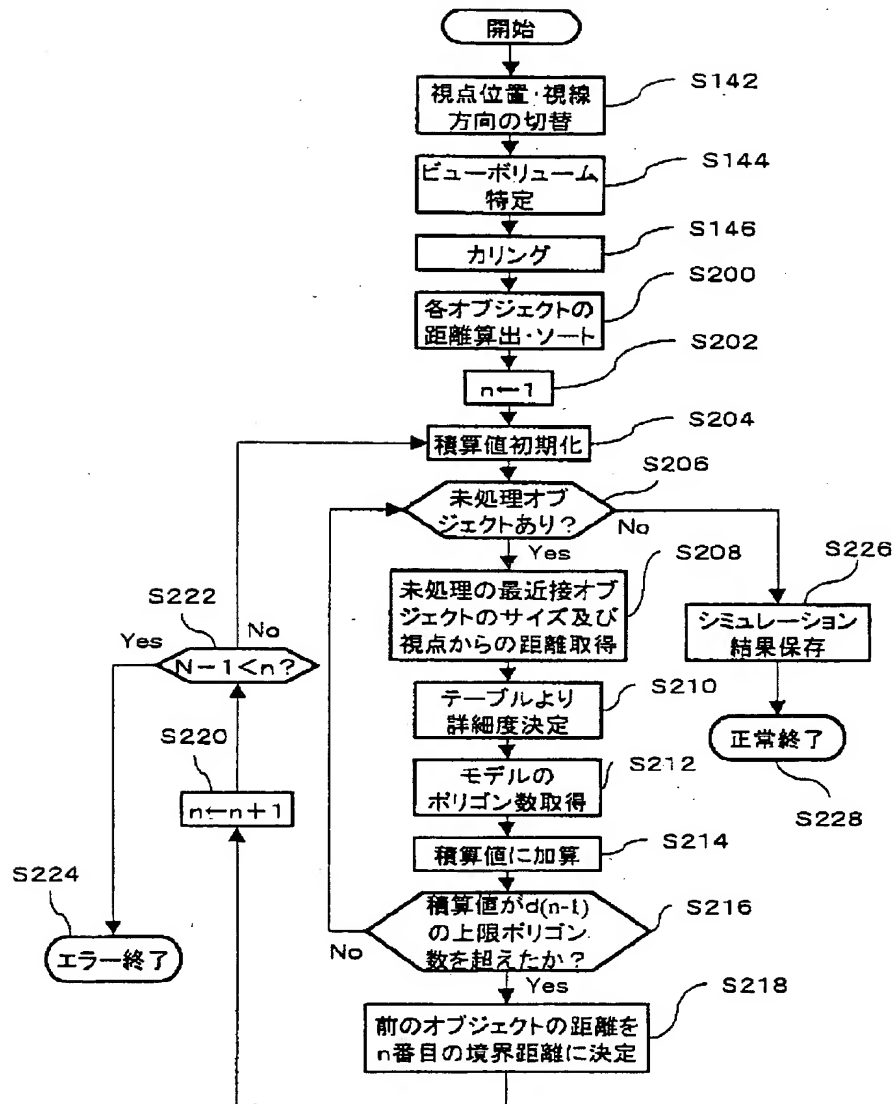 開始
視点位置・視線
方向の切替
S142
ビューボリューム
特定
S144
カリング
S146
各オブジェクトの
距離算出・ソート
S200
n←1
S202
積算値初期化
S204
未処理オブ
ジェクトあり?
S206
No
Yes
未処理の最近接オブ
ジェクトのサイズ及び
視点からの距離取得
S208
シミュレーション
結果保存
S226
S222
Yes
No
N-1<n?
テーブルより
詳細度決定
S210
正常終了
S228
モデルの
ポリゴン数取得
S212
S220
n←n+1
積算値に加算
S214
S224
エラー終了
積算値がd(n-1)
の上限ポリゴン
数を超えたか?
S216
No
Yes
前のオブジェクトの距離を
n番目の境界距離に決定
S218